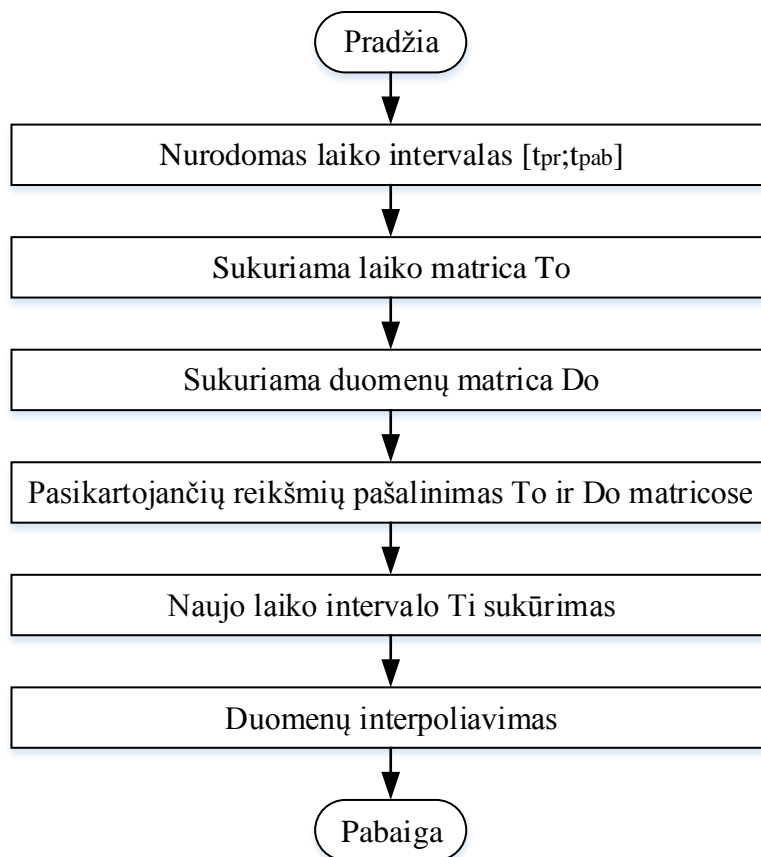 Pradžia
Nurodomas laiko intervalas [tpr;tpab]
Sukuriama laiko matrica To
Sukuriama duomenų matrica Do
Pasikartojančių reikšmių pašalinimas To ir Do matricose
Naujo laiko intervalo Ti sukūrimas
Duomenų interpoliavimas
Pabaiga